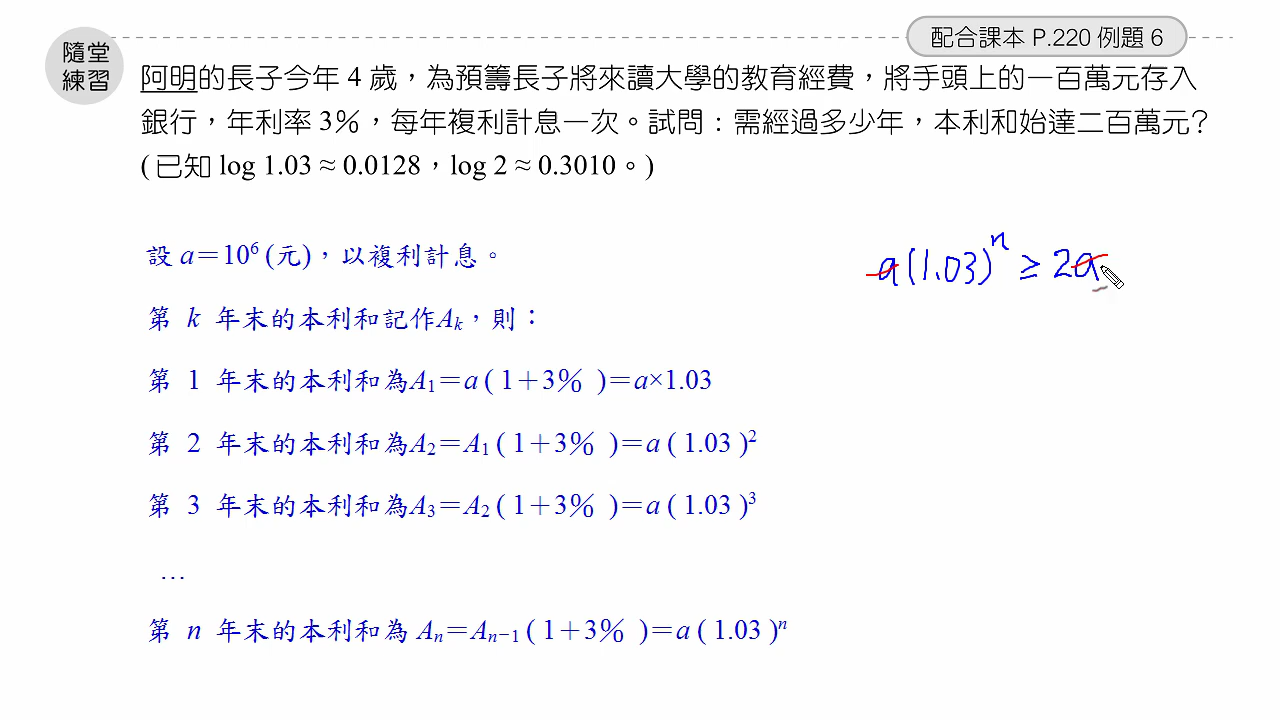 隨堂
練習
配合課本 P.220 例題 6
阿明的長子今年 4 歲，為預籌長子將來讀大學的教育經費，將手頭上的一百萬元存入
銀行，年利率 3%，每年複利計息一次。試問：需經過多少年，本利和始達二百萬元？
(已知 log 1.03 ≈ 0.0128，log 2 ≈ 0.3010。)
設 a＝10⁶ (元)，以複利計息。
a(1.03)ⁿ ≥ 2a
第 k 年末的本利和記作Aₖ，則：
第 1 年末的本利和為A₁＝a ( 1＋3% )＝a×1.03
第 2 年末的本利和為A₂＝A₁ ( 1＋3% )＝a ( 1.03 )²
第 3 年末的本利和為A₃＝A₂ ( 1＋3% )＝a ( 1.03 )³
…
第 n 年末的本利和為 Aₙ＝Aₙ₋₁ ( 1＋3% )＝a ( 1.03 )ⁿ